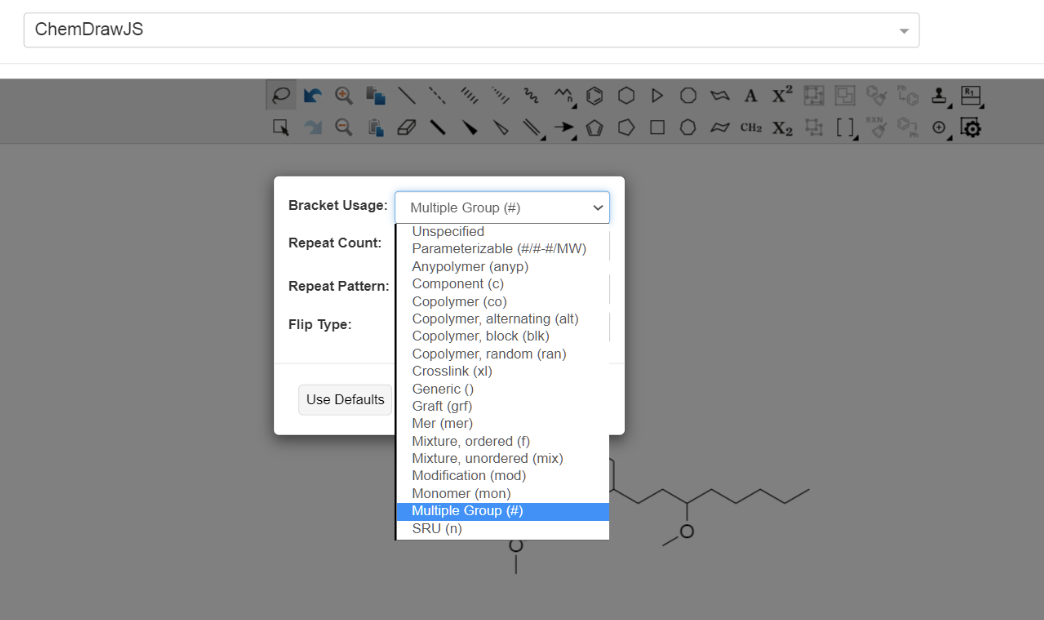 ChemDrawJS
A X²
CH₂ X₂
Bracket Usage: Multiple Group (#)
Unspecified
Repeat Count:
Parameterizable (#/#-#/MW)
Anypolymer (anyp)
Component (c)
Repeat Pattern:
Copolymer (co)
Copolymer, alternating (alt)
Flip Type:
Copolymer, block (blk)
Copolymer, random (ran)
Crosslink (xl)
Generic ()
Use Defaults
Graft (grf)
Mer (mer)
Mixture, ordered (f)
Mixture, unordered (mix)
Modification (mod)
Monomer (mon)
Multiple Group (#)
SRU (n)
O
O